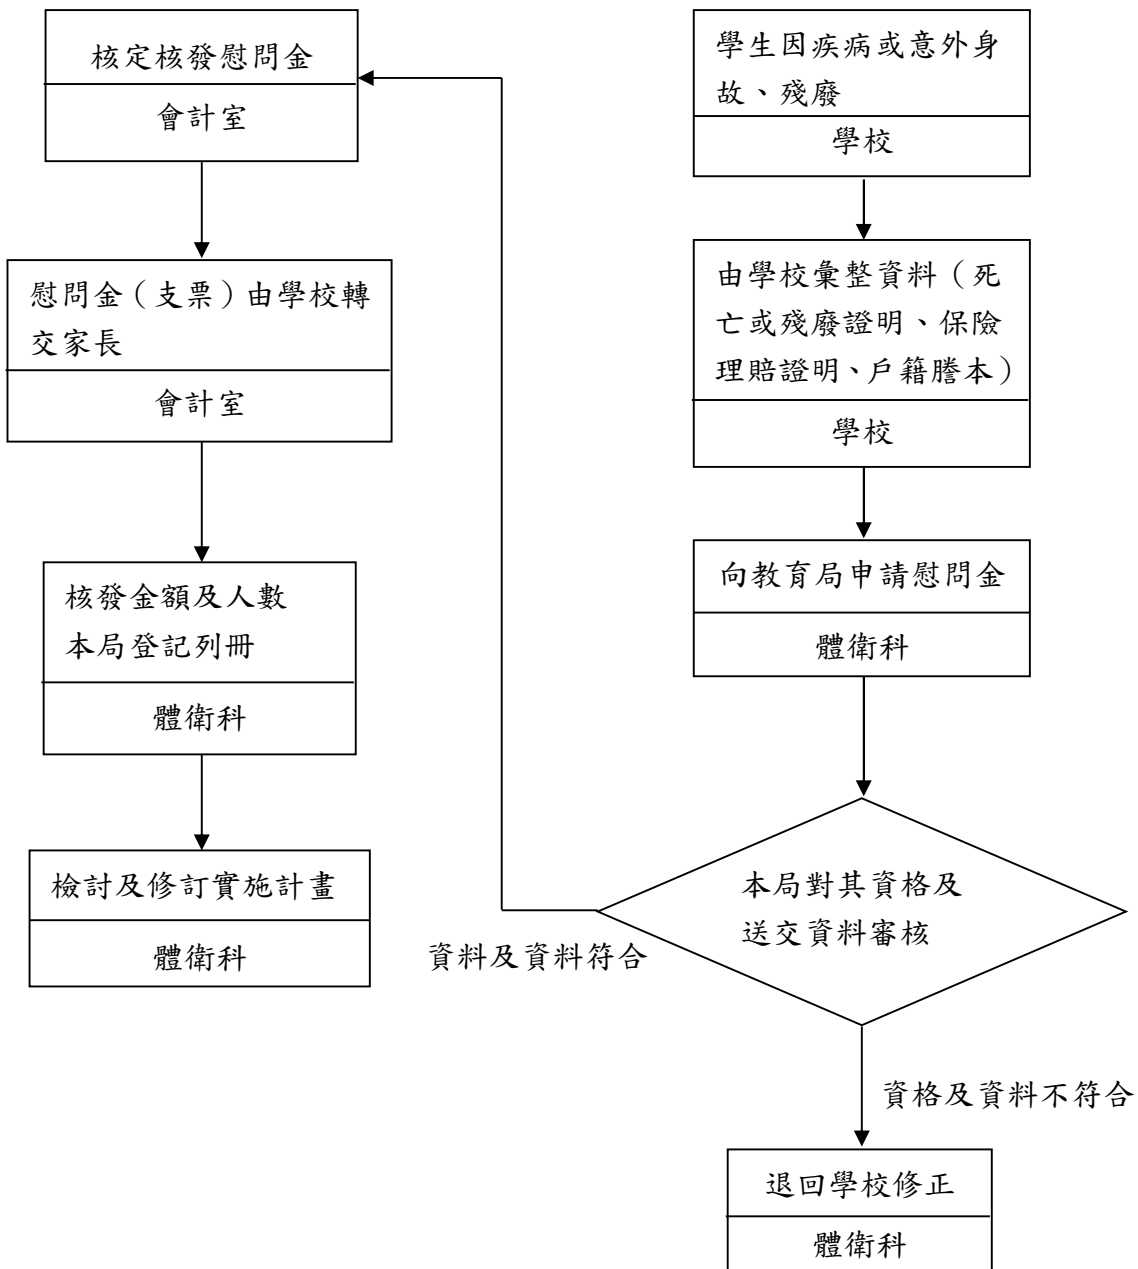 學生因疾病或意外身
故、殘廢
學校
由學校彙整資料（死
亡或殘廢證明、保險
理賠證明、戶籍謄本）
學校
向教育局申請慰問金
體衛科
本局對其資格及
送交資料審核
資料及資料符合
資格及資料不符合
退回學校修正
體衛科
核定核發慰問金
會計室
慰問金（支票）由學校轉
交家長
會計室
核發金額及人數
本局登記列冊
體衛科
檢討及修訂實施計畫
體衛科